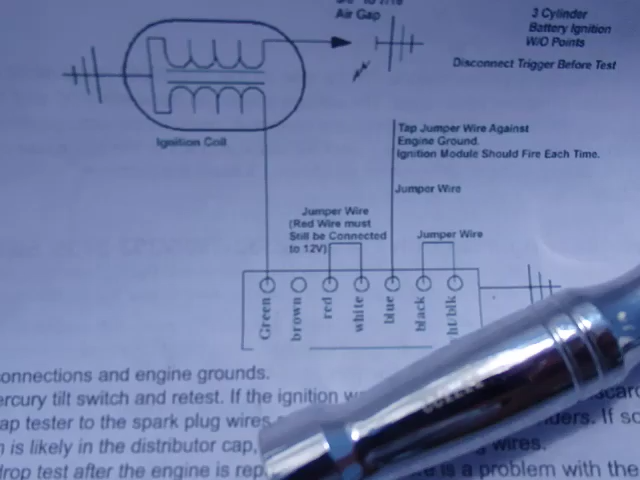 Air Gap
3 Cylinder
Battery Ignition
W/O Points
Disconnect Trigger Before Test
Ignition Coil
Tap Jumper Wire Against
Engine Ground.
Ignition Module Should Fire Each Time.
Jumper Wire
Jumper Wire
(Red Wire must
Still be Connected
to 12V)
Jumper Wire
Green
brown
red
white
blue
black
ht/blk
onnections and engine grounds.
ercury tilt switch and retest. If the ignition
ap tester to the spark plug wires If
is likely in the distributor cap, wires.
drop test after the engine is is a problem with the